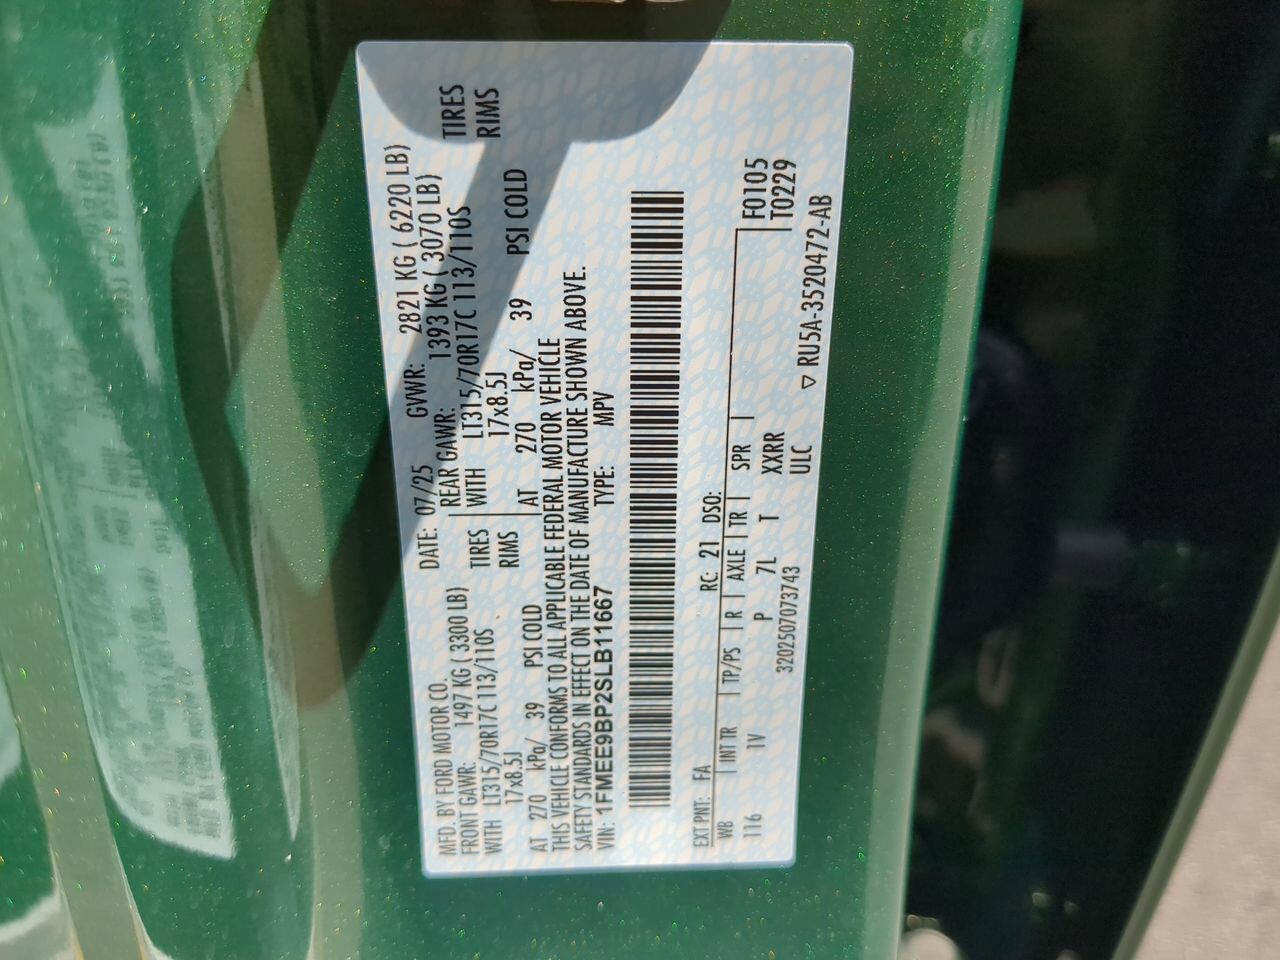 MFD. BY FORD MOTOR CO. DATE: 07/25 GVWR: 2821 KG ( 6220 LB)
FRONT GAWR: 1497 KG ( 3300 LB) REAR GAWR: 1393 KG ( 3070 LB)
WITH LT315/70R17C 113/110S TIRES WITH LT315/70R17C 113/110S TIRES
17x8.5J RIMS 17x8.5J RIMS
AT 270 kPa/ 39 PSI COLD AT 270 kPa/ 39 PSI COLD
THIS VEHICLE CONFORMS TO ALL APPLICABLE FEDERAL MOTOR VEHICLE
SAFETY STANDARDS IN EFFECT ON THE DATE OF MANUFACTURE SHOWN ABOVE.
VIN: 1FMEE9BP2SLB11667 TYPE: MPV
EXT PNT: FA RC: 21 DSO: F0105
WB INT TR TP/PS R AXLE TR SPR T0229
116 1V P 7L T XXRR
3202507073743 ULC ▽ RU5A-3520472-AB